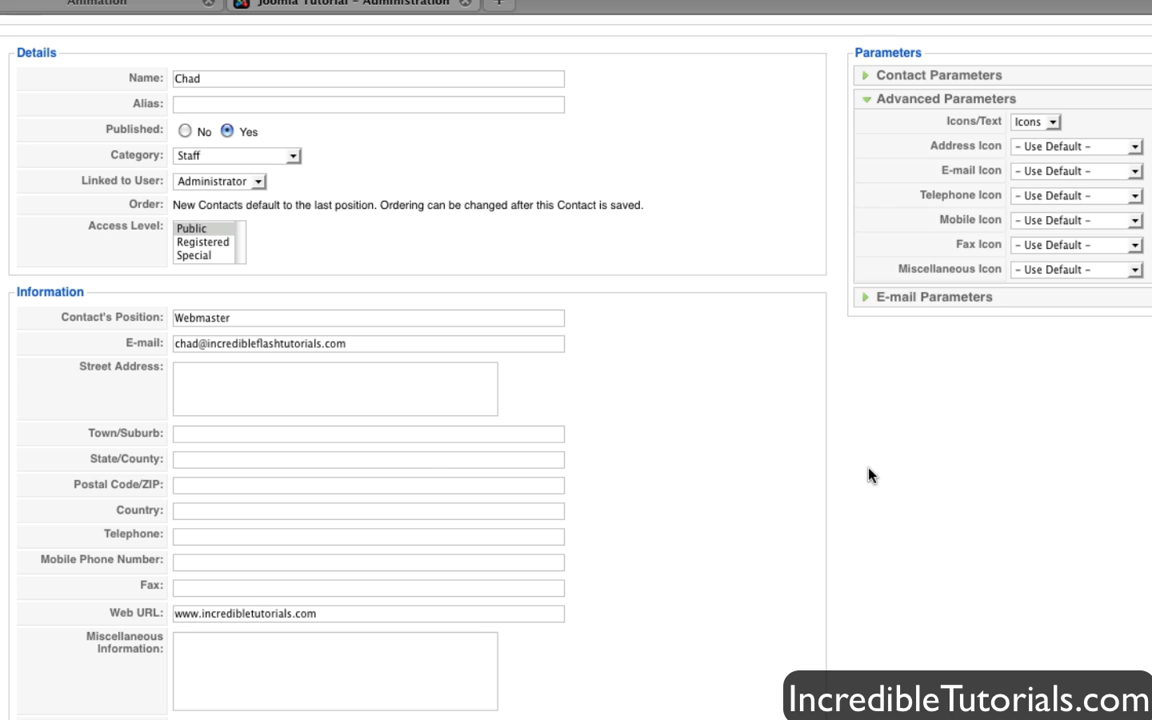 Animation
Joomla Tutorial - Administration
Details
Name: Chad
Alias:
Published: No Yes
Category: Staff
Linked to User: Administrator
Order: New Contacts default to the last position. Ordering can be changed after this Contact is saved.
Access Level: Public
Registered
Special
Information
Contact's Position: Webmaster
E-mail: chad@incredibleflashtutorials.com
Street Address:
Town/Suburb:
State/County:
Postal Code/ZIP:
Country:
Telephone:
Mobile Phone Number:
Fax:
Web URL: www.incredibletutorials.com
Miscellaneous
Information:
Parameters
Contact Parameters
Advanced Parameters
Icons/Text Icons
Address Icon - Use Default -
E-mail Icon - Use Default -
Telephone Icon - Use Default -
Mobile Icon - Use Default -
Fax Icon - Use Default -
Miscellaneous Icon - Use Default -
E-mail Parameters
IncredibleTutorials.com